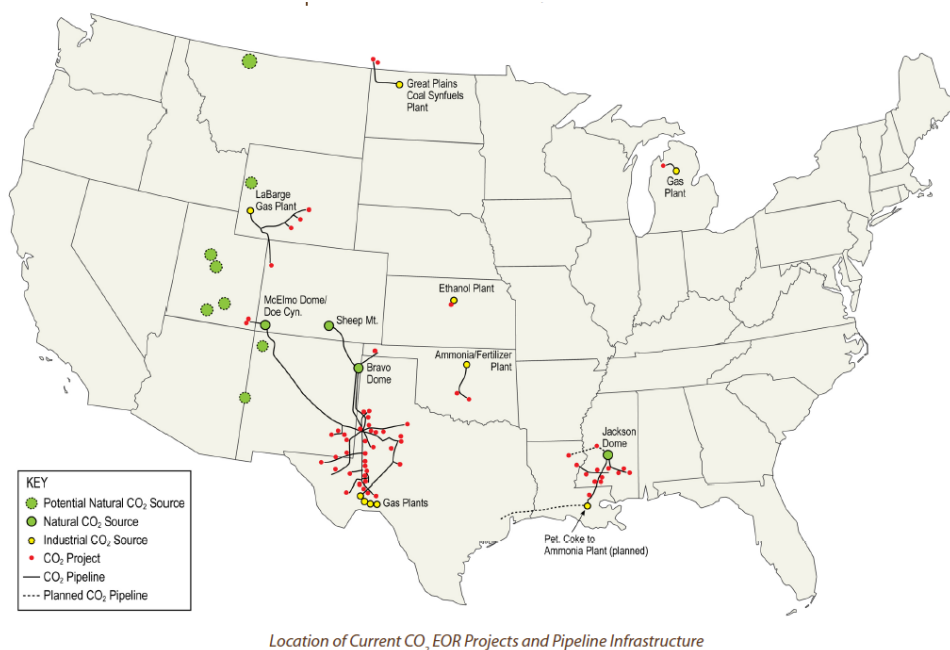 Great Plains
Coal Synfuels
Plant
Gas
Plant
LaBarge
Gas Plant
McElmo Dome/
Doe Cyn.
Sheep Mt.
Ethanol Plant
Bravo
Dome
Ammonia/Fertilizer
Plant
Jackson
Dome
Gas Plants
Pet. Coke to
Ammonia Plant (planned)
KEY
Potential Natural CO₂ Source
Natural CO₂ Source
Industrial CO₂ Source
CO₂ Project
CO₂ Pipeline
Planned CO₂ Pipeline
Location of Current CO₂ EOR Projects and Pipeline Infrastructure